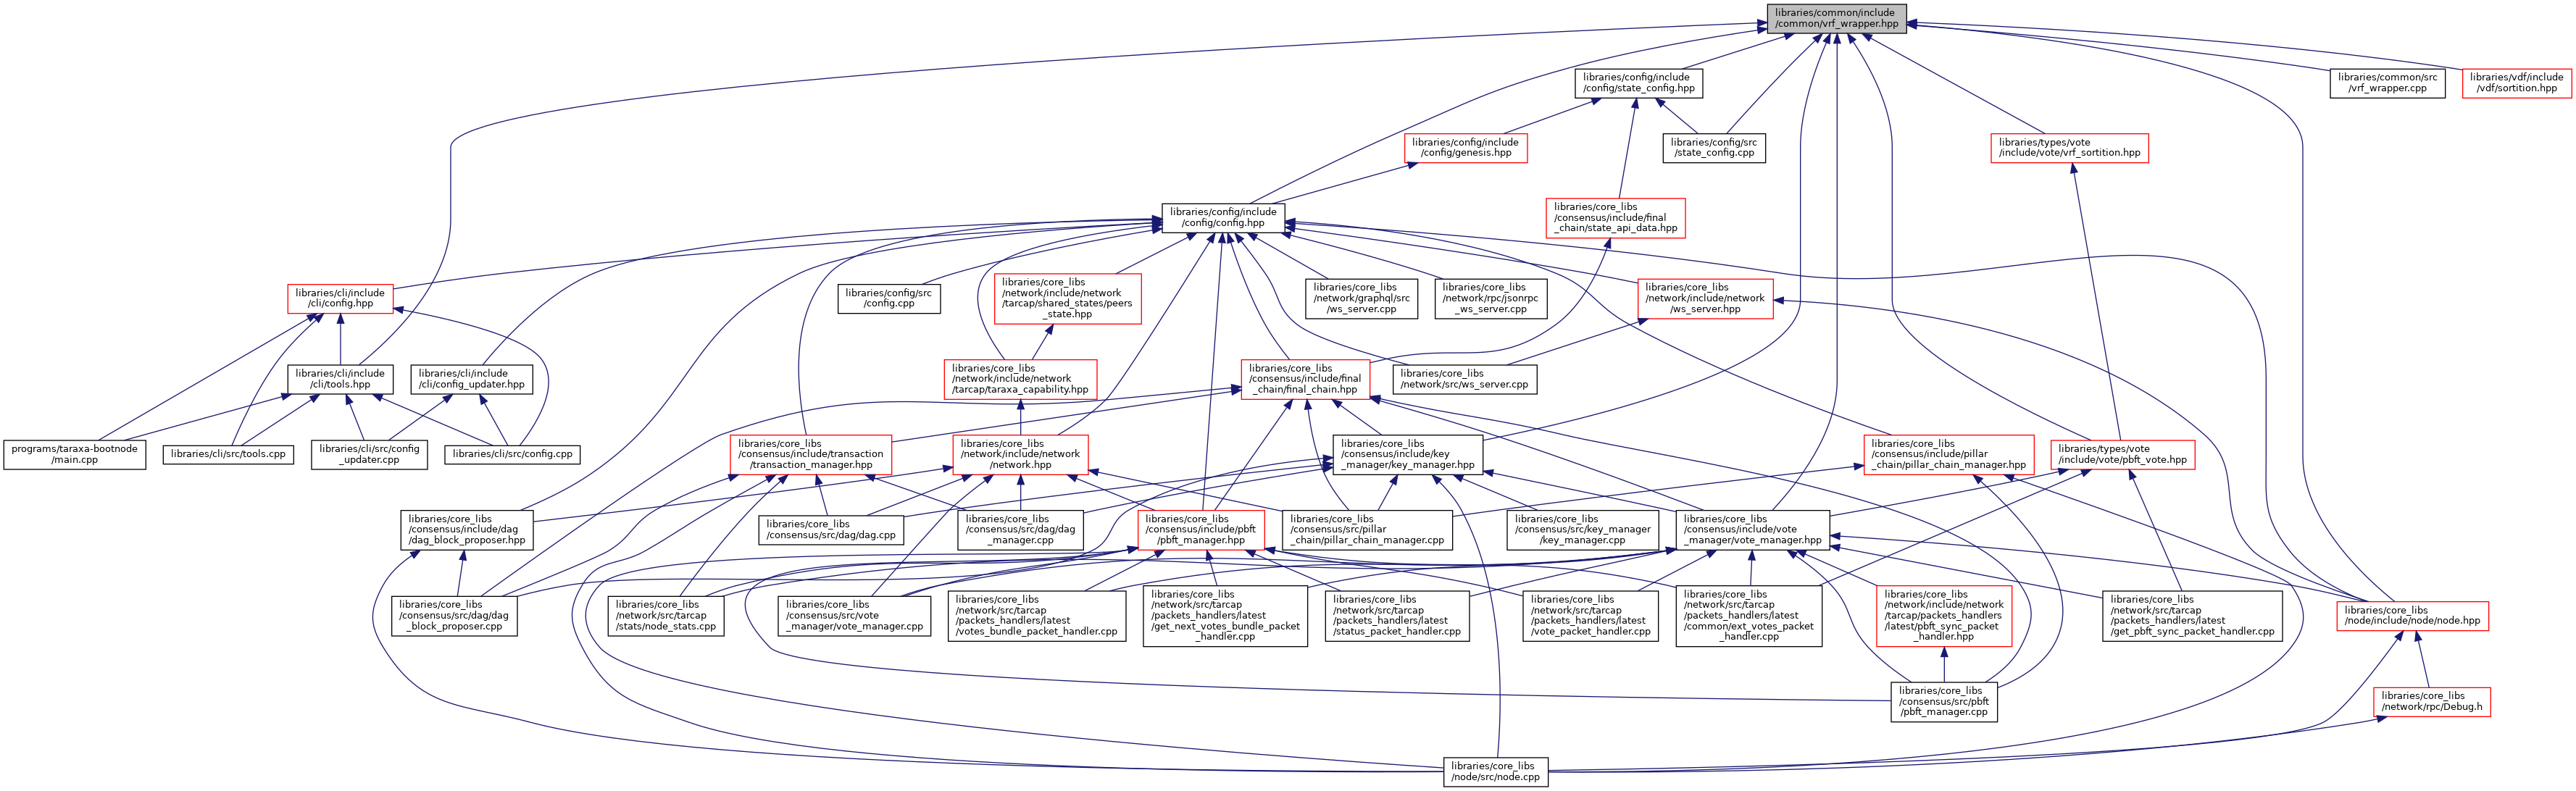 libraries/common/include
/common/vrf_wrapper.hpp
libraries/config/include
/config/state_config.hpp
libraries/common/src
/vrf_wrapper.cpp
libraries/vdf/include
/vdf/sortition.hpp
libraries/config/include
/config/genesis.hpp
libraries/config/src
/state_config.cpp
libraries/types/vote
/include/vote/vrf_sortition.hpp
libraries/config/include
/config/config.hpp
libraries/core_libs
/consensus/include/final
_chain/state_api_data.hpp
libraries/cli/include
/cli/config.hpp
libraries/config/src
/config.cpp
libraries/core_libs
/network/include/network
/tarcap/shared_states/peers
_state.hpp
libraries/core_libs
/network/graphql/src
/ws_server.cpp
libraries/core_libs
/network/rpc/jsonrpc
_ws_server.cpp
libraries/core_libs
/network/include/network
/ws_server.hpp
libraries/cli/include
/cli/tools.hpp
libraries/cli/include
/cli/config_updater.hpp
libraries/core_libs
/network/include/network
/tarcap/taraxa_capability.hpp
libraries/core_libs
/consensus/include/final
_chain/final_chain.hpp
libraries/core_libs
/network/src/ws_server.cpp
programs/taraxa-bootnode
/main.cpp
libraries/cli/src/tools.cpp
libraries/cli/src/config
_updater.cpp
libraries/cli/src/config.cpp
libraries/core_libs
/consensus/include/transaction
/transaction_manager.hpp
libraries/core_libs
/network/include/network
/network.hpp
libraries/core_libs
/consensus/include/key
_manager/key_manager.hpp
libraries/core_libs
/consensus/include/pillar
_chain/pillar_chain_manager.hpp
libraries/types/vote
/include/vote/pbft_vote.hpp
libraries/core_libs
/consensus/include/dag
/dag_block_proposer.hpp
libraries/core_libs
/consensus/src/dag/dag.cpp
libraries/core_libs
/consensus/src/dag/dag
_manager.cpp
libraries/core_libs
/consensus/include/pbft
/pbft_manager.hpp
libraries/core_libs
/consensus/src/pillar
_chain/pillar_chain_manager.cpp
libraries/core_libs
/consensus/src/key_manager
/key_manager.cpp
libraries/core_libs
/consensus/include/vote
_manager/vote_manager.hpp
libraries/core_libs
/consensus/src/dag/dag
_block_proposer.cpp
libraries/core_libs
/network/src/tarcap
/stats/node_stats.cpp
libraries/core_libs
/consensus/src/vote
_manager/vote_manager.cpp
libraries/core_libs
/network/src/tarcap
/packets_handlers/latest
/votes_bundle_packet_handler.cpp
libraries/core_libs
/network/src/tarcap
/packets_handlers/latest
/get_next_votes_bundle_packet
_handler.cpp
libraries/core_libs
/network/src/tarcap
/packets_handlers/latest
/status_packet_handler.cpp
libraries/core_libs
/network/src/tarcap
/packets_handlers/latest
/vote_packet_handler.cpp
libraries/core_libs
/network/src/tarcap
/packets_handlers/latest
/common/ext_votes_packet
_handler.cpp
libraries/core_libs
/network/include/network
/tarcap/packets_handlers
/latest/pbft_sync_packet
_handler.hpp
libraries/core_libs
/network/src/tarcap
/packets_handlers/latest
/get_pbft_sync_packet_handler.cpp
libraries/core_libs
/node/include/node/node.hpp
libraries/core_libs
/consensus/src/pbft
/pbft_manager.cpp
libraries/core_libs
/network/rpc/Debug.h
libraries/core_libs
/node/src/node.cpp